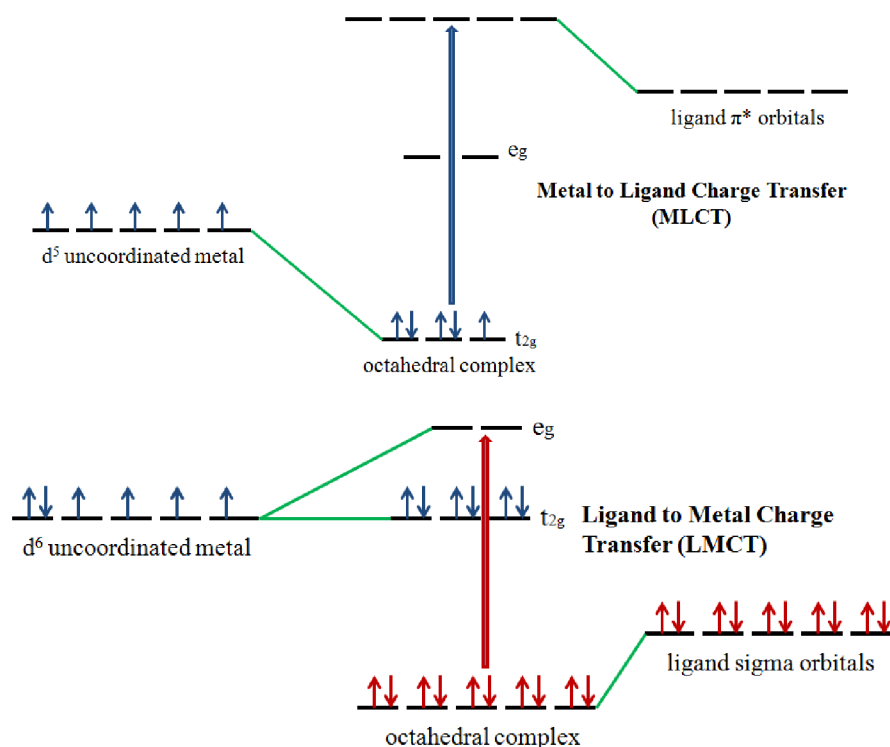 ligand π* orbitals
eg
Metal to Ligand Charge Transfer
(MLCT)
d⁵ uncoordinated metal
t2g
octahedral complex
eg
t2g
Ligand to Metal Charge
Transfer (LMCT)
d⁶ uncoordinated metal
ligand sigma orbitals
octahedral complex